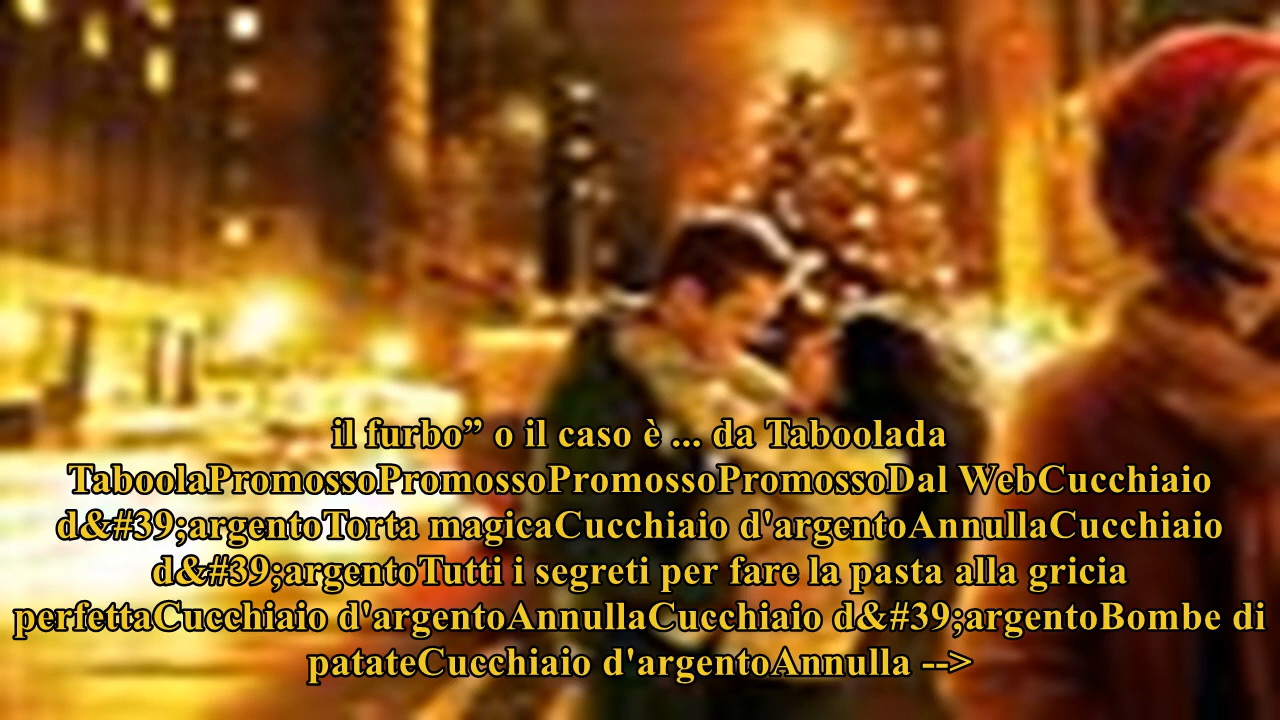 il furbo” o il caso è ... da Taboolada
TaboolaPromossoPromossoPromossoPromossoDal WebCucchiaio
d&#39;argentoTorta magicaCucchiaio d'argentoAnnullaCucchiaio
d&#39;argentoTutti i segreti per fare la pasta alla gricia
perfettaCucchiaio d'argentoAnnullaCucchiaio d&#39;argentoBombe di
patateCucchiaio d'argentoAnnulla -->